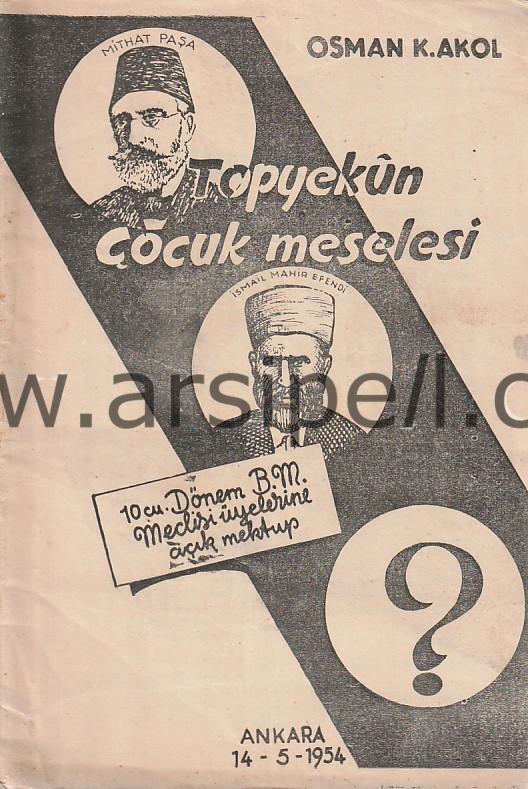 OSMAN K. AKOL
MİTHAT PAŞA
Topyekûn
Çocuk meselesi
İSMAİL MAHİR EFENDİ
w.arsipe/l.c
10cu. Dönem B.M.
Meclisi üyelerine
açık mektup
?
ANKARA
14 - 5 - 1954